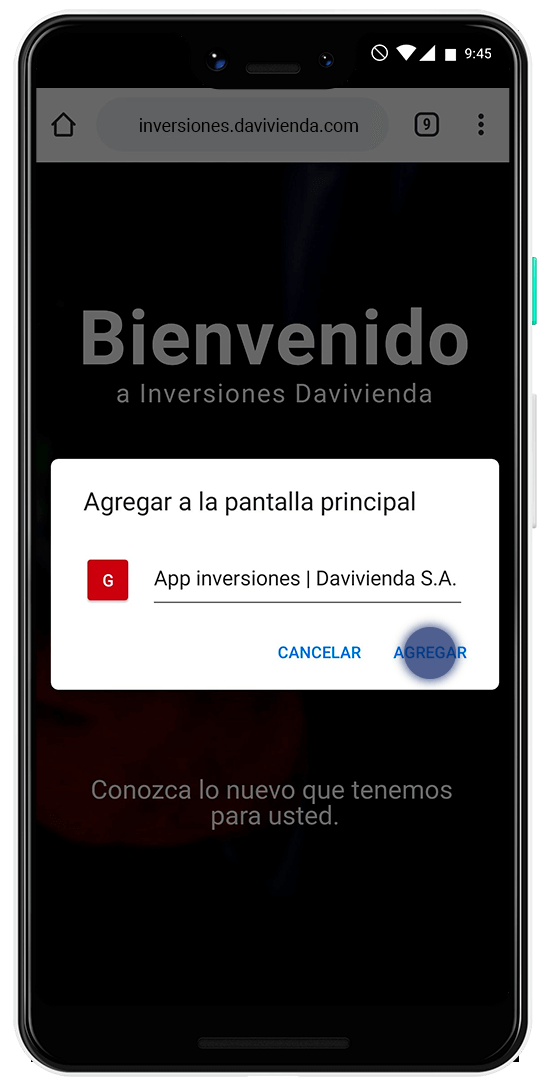 9:45
inversiones.davivienda.com
9
Bienvenido
a Inversiones Davivienda
Agregar a la pantalla principal
G
App inversiones | Davivienda S.A.
CANCELAR AGREGAR
Conozca lo nuevo que tenemos
para usted.